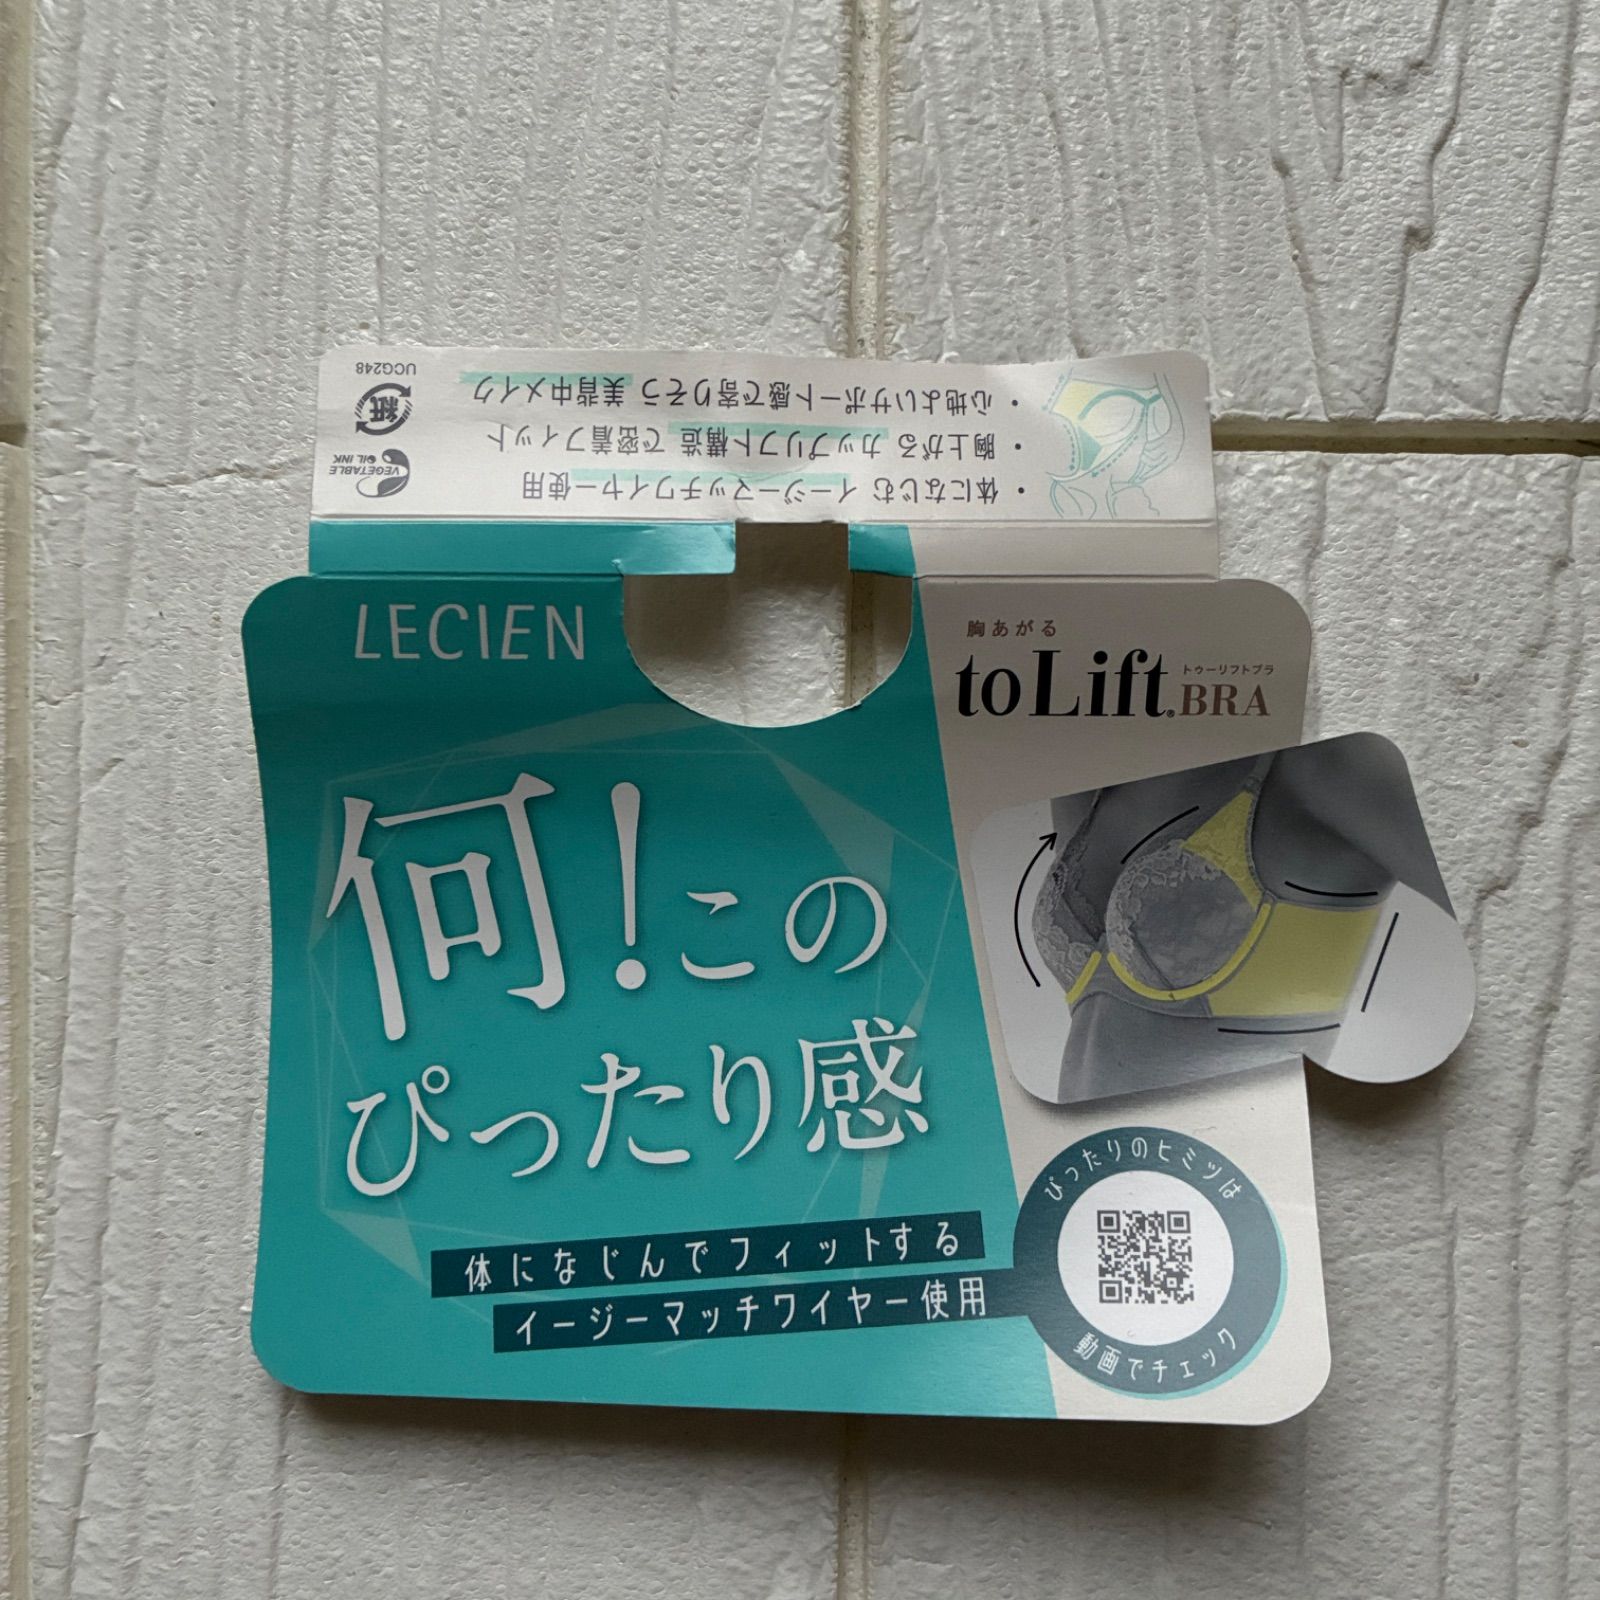 UCG248
紙
VEGETABLE
OIL INK
・体になじむ イージーマッチワイヤー使用
・胸上がる カップリフト構造 で密着フィット
・心地よいサポート感で寄りそう 美背中メイク
LECIEN
胸あがる
トゥーリフトブラ
to Lift® BRA
何!この
ぴったり感
体になじんでフィットする
イージーマッチワイヤー使用
ぴったりのヒミツは
動画でチェック